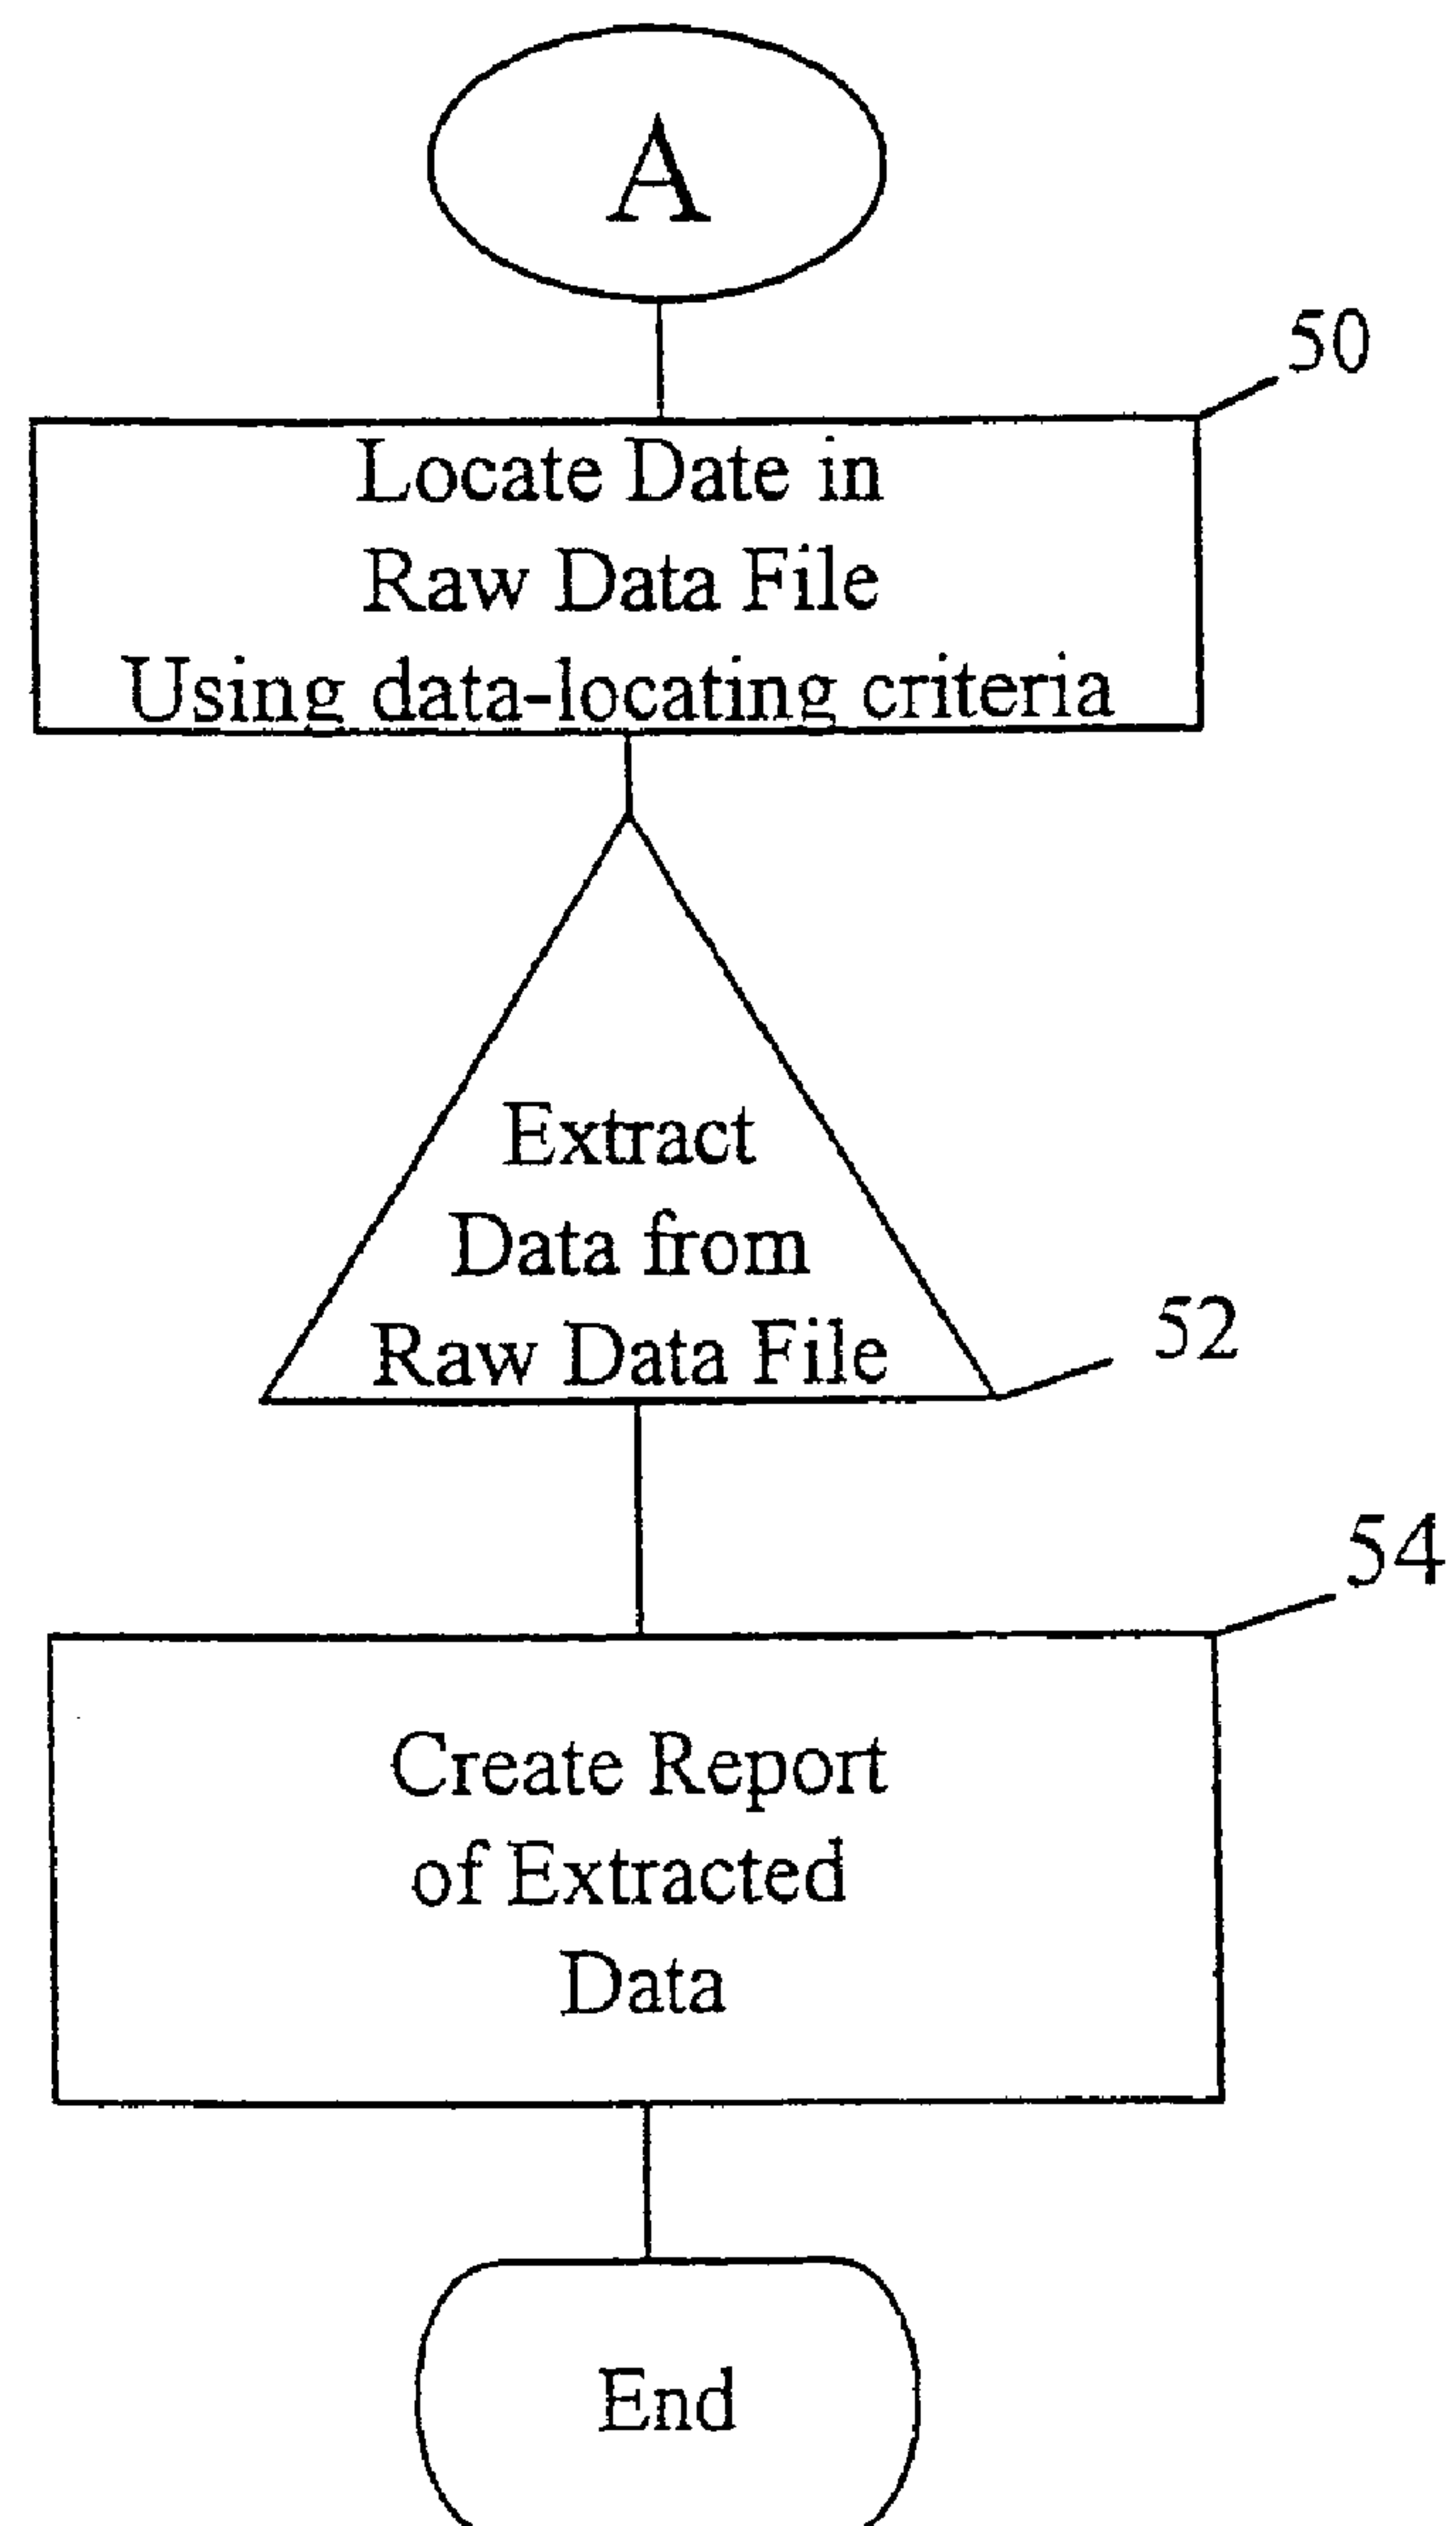 A
50
Locate Date in
Raw Data File
Using data-locating criteria
Extract
Data from
Raw Data File
52
54
Create Report
of Extracted
Data
End